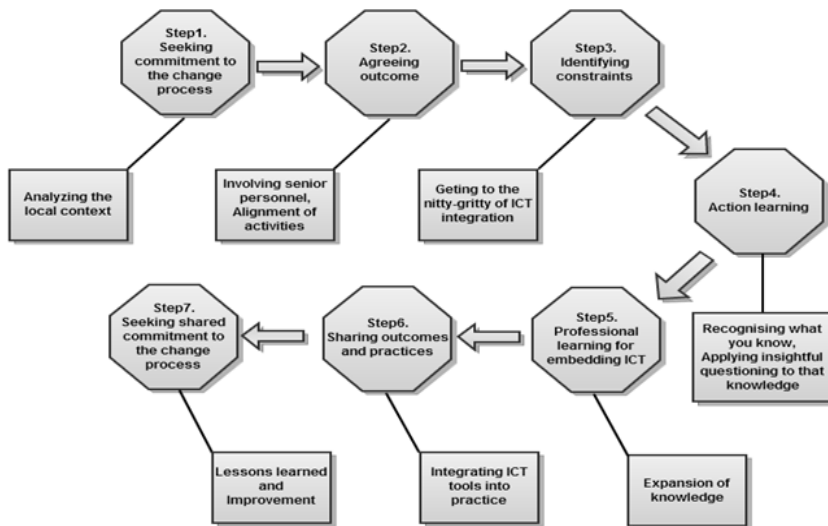 Step1.
Seeking
commitment to
the change
process
Step2.
Agreeing
outcome
Step3.
Identifying
constraints
Analyzing the
local context
Involving senior
personnel,
Alignment of
activities
Geting to the
nitty-gritty of ICT
integration
Step4.
Action learning
Recognising what
you know,
Applying insightful
questioning to that
knowledge
Step5.
Professional
learning for
embedding ICT
Step6.
Sharing outcomes
and practices
Step7.
Seeking shared
commitment to
the change
process
Lessons learned
and
Improvement
Integrating ICT
tools into
practice
Expansion of
knowledge